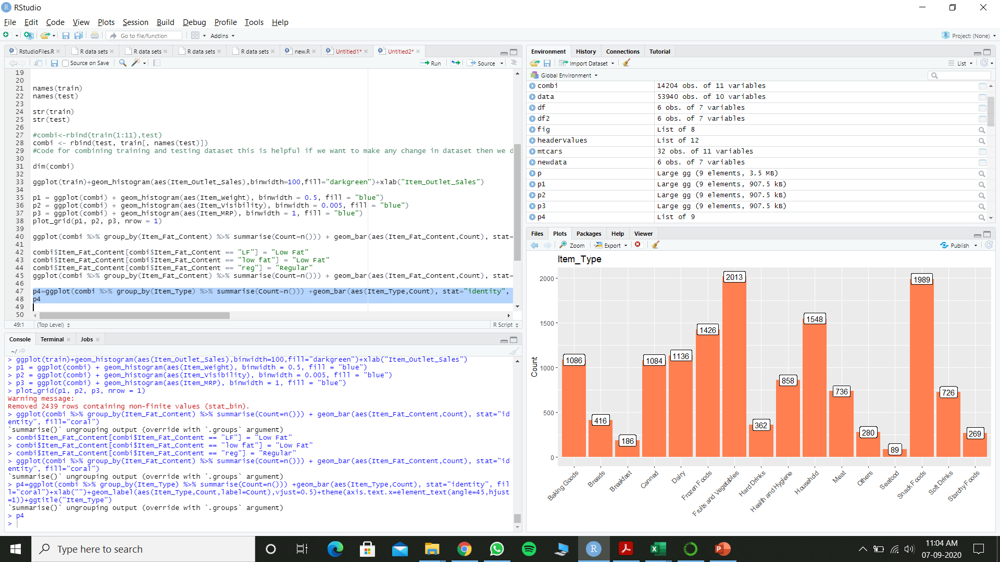 RStudio
File Edit Code View Plots Session Build Debug Profile Tools Help
Go to file/function Addins Project: (None)
RstudioFiles.R R data sets R data sets R data sets R data sets new.R Untitled1* Untitled2*
Source on Save Run Source
19
20
21 names(train)
22 names(test)
23
24 str(train)
25 str(test)
26
27 #combi<-rbind(train(1:11),test)
28 combi <- rbind(test, train[, names(test)])
29 #Code for combining training and testing dataset this is helpful if we want to make any change in dataset then we d
30
31 dim(combi)
32
33 ggplot(train)+geom_histogram(aes(Item_Outlet_Sales),binwidth=100,fill="darkgreen")+xlab("Item_Outlet_Sales")
34
35 p1 = ggplot(combi) + geom_histogram(aes(Item_Weight), binwidth = 0.5, fill = "blue")
36 p2 = ggplot(combi) + geom_histogram(aes(Item_Visibility), binwidth = 0.005, fill = "blue")
37 p3 = ggplot(combi) + geom_histogram(aes(Item_MRP), binwidth = 1, fill = "blue")
38 plot_grid(p1, p2, p3, nrow = 1)
39
40 ggplot(combi %>% group_by(Item_Fat_Content) %>% summarise(Count=n())) + geom_bar(aes(Item_Fat_Content,Count), stat=
41
42 combi$Item_Fat_Content[combi$Item_Fat_Content == "LF"] = "Low Fat"
43 combi$Item_Fat_Content[combi$Item_Fat_Content == "low fat"] = "Low Fat"
44 combi$Item_Fat_Content[combi$Item_Fat_Content == "reg"] = "Regular"
45 ggplot(combi %>% group_by(Item_Fat_Content) %>% summarise(Count=n())) + geom_bar(aes(Item_Fat_Content,Count), stat=
46
47 p4=ggplot(combi %>% group_by(Item_Type) %>% summarise(Count=n())) +geom_bar(aes(Item_Type,Count), stat="identity",
48 p4
49
50
49:1 (Top Level) R Script
Console Terminal Jobs
~/
> ggplot(train)+geom_histogram(aes(Item_Outlet_Sales),binwidth=100,fill="darkgreen")+xlab("Item_Outlet_Sales")
> p1 = ggplot(combi) + geom_histogram(aes(Item_Weight), binwidth = 0.5, fill = "blue")
> p2 = ggplot(combi) + geom_histogram(aes(Item_Visibility), binwidth = 0.005, fill = "blue")
> p3 = ggplot(combi) + geom_histogram(aes(Item_MRP), binwidth = 1, fill = "blue")
> plot_grid(p1, p2, p3, nrow = 1)
Warning message:
Removed 2439 rows containing non-finite values (stat_bin).
> ggplot(combi %>% group_by(Item_Fat_Content) %>% summarise(Count=n())) + geom_bar(aes(Item_Fat_Content,Count), stat="id
entity", fill="coral")
`summarise()` ungrouping output (override with `.groups` argument)
> combi$Item_Fat_Content[combi$Item_Fat_Content == "LF"] = "Low Fat"
> combi$Item_Fat_Content[combi$Item_Fat_Content == "low fat"] = "Low Fat"
> combi$Item_Fat_Content[combi$Item_Fat_Content == "reg"] = "Regular"
> ggplot(combi %>% group_by(Item_Fat_Content) %>% summarise(Count=n())) + geom_bar(aes(Item_Fat_Content,Count), stat="id
entity", fill="coral")
`summarise()` ungrouping output (override with `.groups` argument)
> p4=ggplot(combi %>% group_by(Item_Type) %>% summarise(Count=n())) +geom_bar(aes(Item_Type,Count), stat="identity", fil
l="coral")+xlab("")+geom_label(aes(Item_Type,Count,label=Count),vjust=0.5)+theme(axis.text.x=element_text(angle=45,hjust
=1))+ggtitle("Item_Type")
`summarise()` ungrouping output (override with `.groups` argument)
> p4
>
Environment History Connections Tutorial
Import Dataset List
Global Environment
combi 14204 obs. of 11 variables
data 53940 obs. of 10 variables
df 6 obs. of 7 variables
df2 6 obs. of 7 variables
fig List of 8
headerValues List of 12
mtcars 32 obs. of 11 variables
newdata 6 obs. of 7 variables
p Large gg (9 elements, 3.5 MB)
p1 Large gg (9 elements, 907.5 kB)
p2 Large gg (9 elements, 907.5 kB)
p3 Large gg (9 elements, 907.5 kB)
p4 List of 9
Files Plots Packages Help Viewer
Zoom Export Publish
Item_Type
Count
2000
1500
1000
500
0
1086 416 186 1084 1136 1426 2013 362 858 1548 736 280 89 1989 726 269
Baking Goods Breads Breakfast Canned Dairy Frozen Foods Fruits and Vegetables Hard Drinks Health and Hygiene Household Meat Others Seafood Snack Foods Soft Drinks Starchy Foods
Type here to search
11:04 AM
07-09-2020